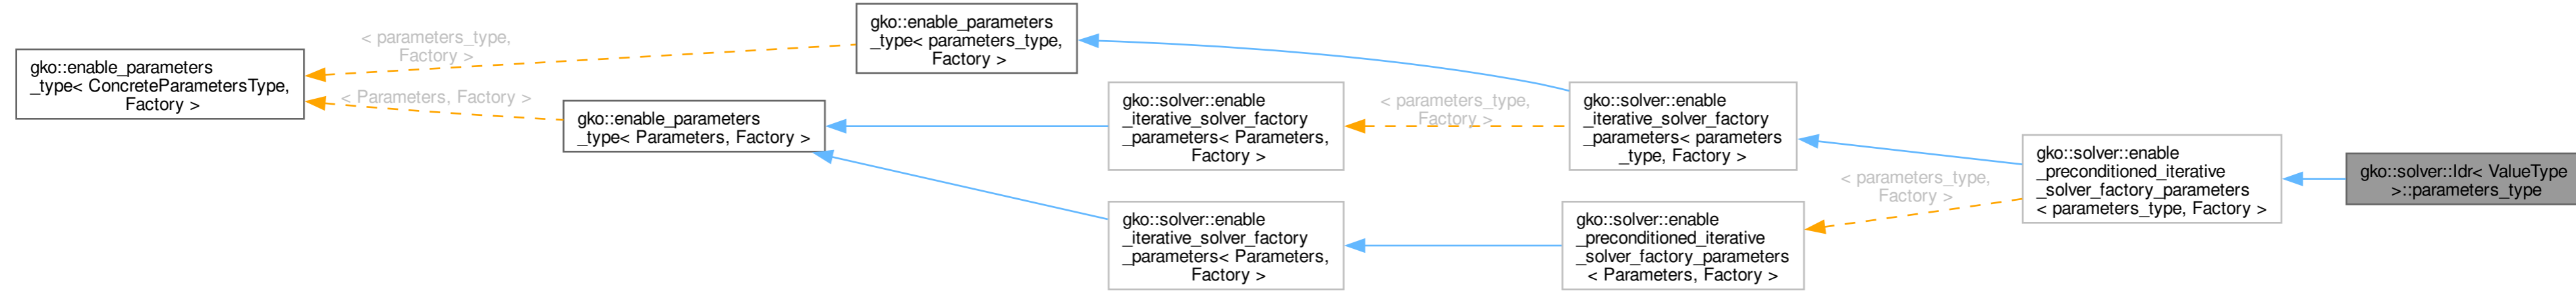 gko::enable_parameters
_type< ConcreteParametersType,
Factory >
< parameters_type,
Factory >
< Parameters, Factory >
gko::enable_parameters
_type< parameters_type,
Factory >
gko::enable_parameters
_type< Parameters, Factory >
gko::solver::enable
_iterative_solver_factory
_parameters< Parameters,
Factory >
gko::solver::enable
_iterative_solver_factory
_parameters< Parameters,
Factory >
< parameters_type,
Factory >
gko::solver::enable
_iterative_solver_factory
_parameters< parameters
_type, Factory >
gko::solver::enable
_preconditioned_iterative
_solver_factory_parameters
< Parameters, Factory >
< parameters_type,
Factory >
gko::solver::enable
_preconditioned_iterative
_solver_factory_parameters
< parameters_type, Factory >
gko::solver::Idr< ValueType
>::parameters_type